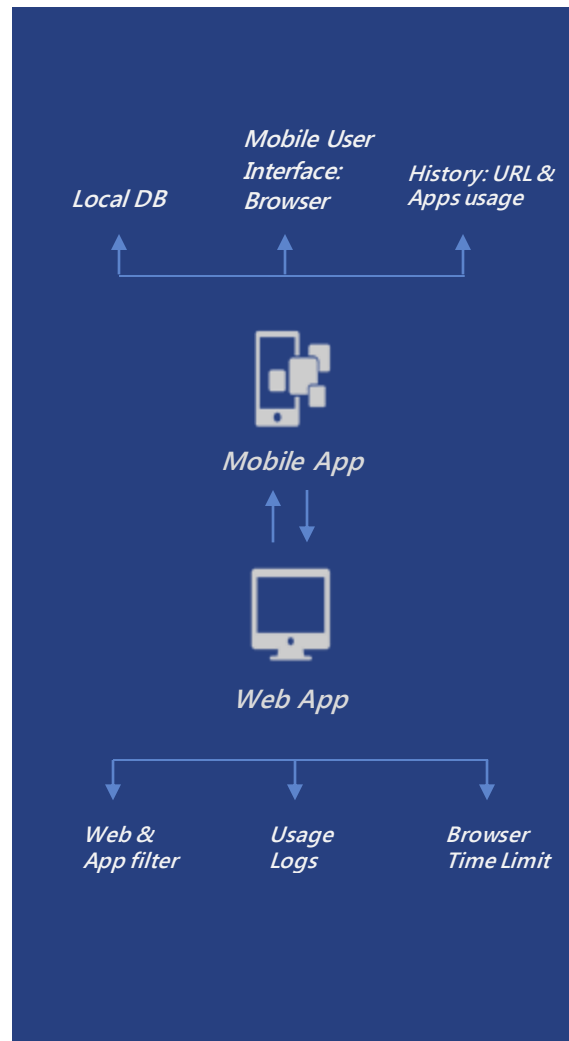 Mobile User
Interface:
Browser
Local DB
History: URL &
Apps usage
Mobile App
Web App
Web &
App filter
Usage
Logs
Browser
Time Limit